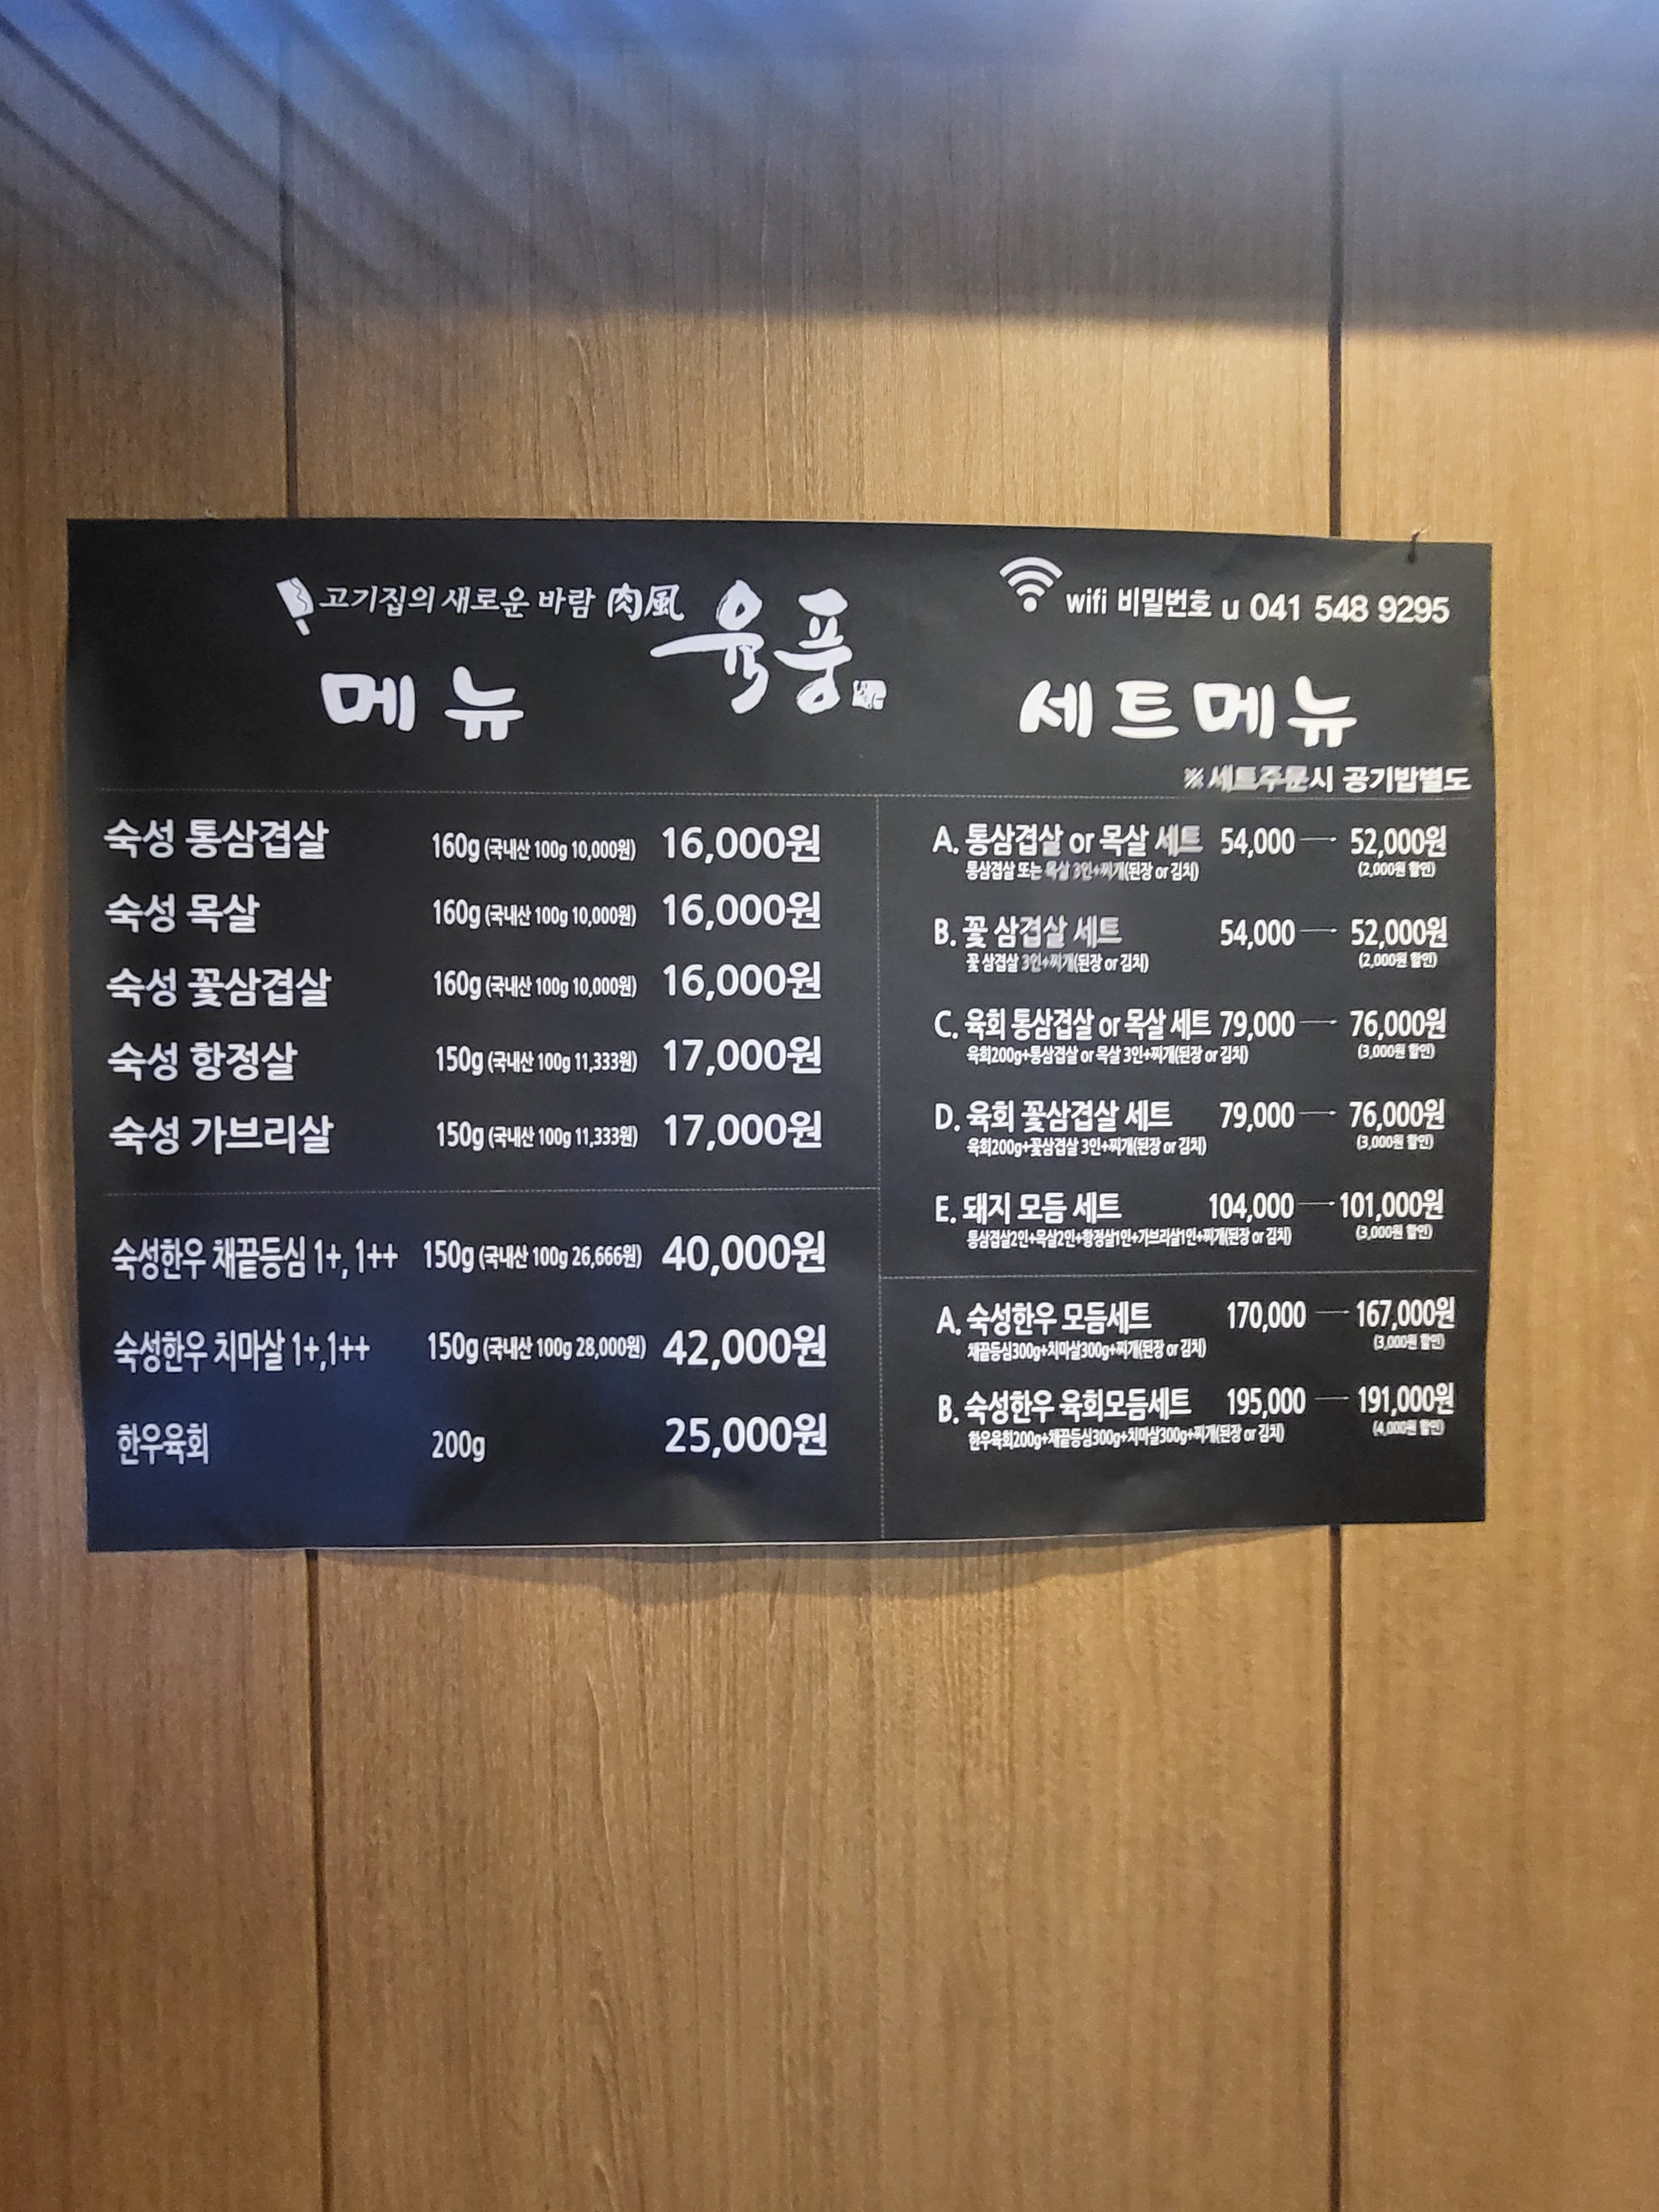 고기집의 새로운 바람 肉風
육풍
wifi 비밀번호 u 041 548 9295
메뉴
숙성 통삼겹살 160g (국내산 100g 10,000원) 16,000원
숙성 목살 160g (국내산 100g 10,000원) 16,000원
숙성 꽃삼겹살 160g (국내산 100g 10,000원) 16,000원
숙성 항정살 150g (국내산 100g 11,333원) 17,000원
숙성 가브리살 150g (국내산 100g 11,333원) 17,000원
숙성한우 채끝등심 1+, 1++ 150g (국내산 100g 26,666원) 40,000원
숙성한우 치마살 1+,1++ 150g (국내산 100g 28,000원) 42,000원
한우육회 200g 25,000원
세트메뉴
※ 세트주문시 공기밥별도
A. 통삼겹살 or 목살 세트 54,000 → 52,000원
통삼겹살 또는 목살 3인+찌개(된장 or 김치) (2,000원 할인)
B. 꽃 삼겹살 세트 54,000 → 52,000원
꽃 삼겹살 3인+찌개(된장 or 김치) (2,000원 할인)
C. 육회 통삼겹살 or 목살 세트 79,000 → 76,000원
육회200g+통삼겹살 or 목살 3인+찌개(된장 or 김치) (3,000원 할인)
D. 육회 꽃삼겹살 세트 79,000 → 76,000원
육회200g+꽃삼겹살 3인+찌개(된장 or 김치) (3,000원 할인)
E. 돼지 모듬 세트 104,000 → 101,000원
통삼겹살2인+목살2인+항정살1인+가브리살1인+찌개(된장 or 김치) (3,000원 할인)
A. 숙성한우 모듬세트 170,000 → 167,000원
채끝등심300g+치마살300g+찌개(된장 or 김치) (3,000원 할인)
B. 숙성한우 육회모듬세트 195,000 → 191,000원
한우육회200g+채끝등심300g+치마살300g+찌개(된장 or 김치) (4,000원 할인)